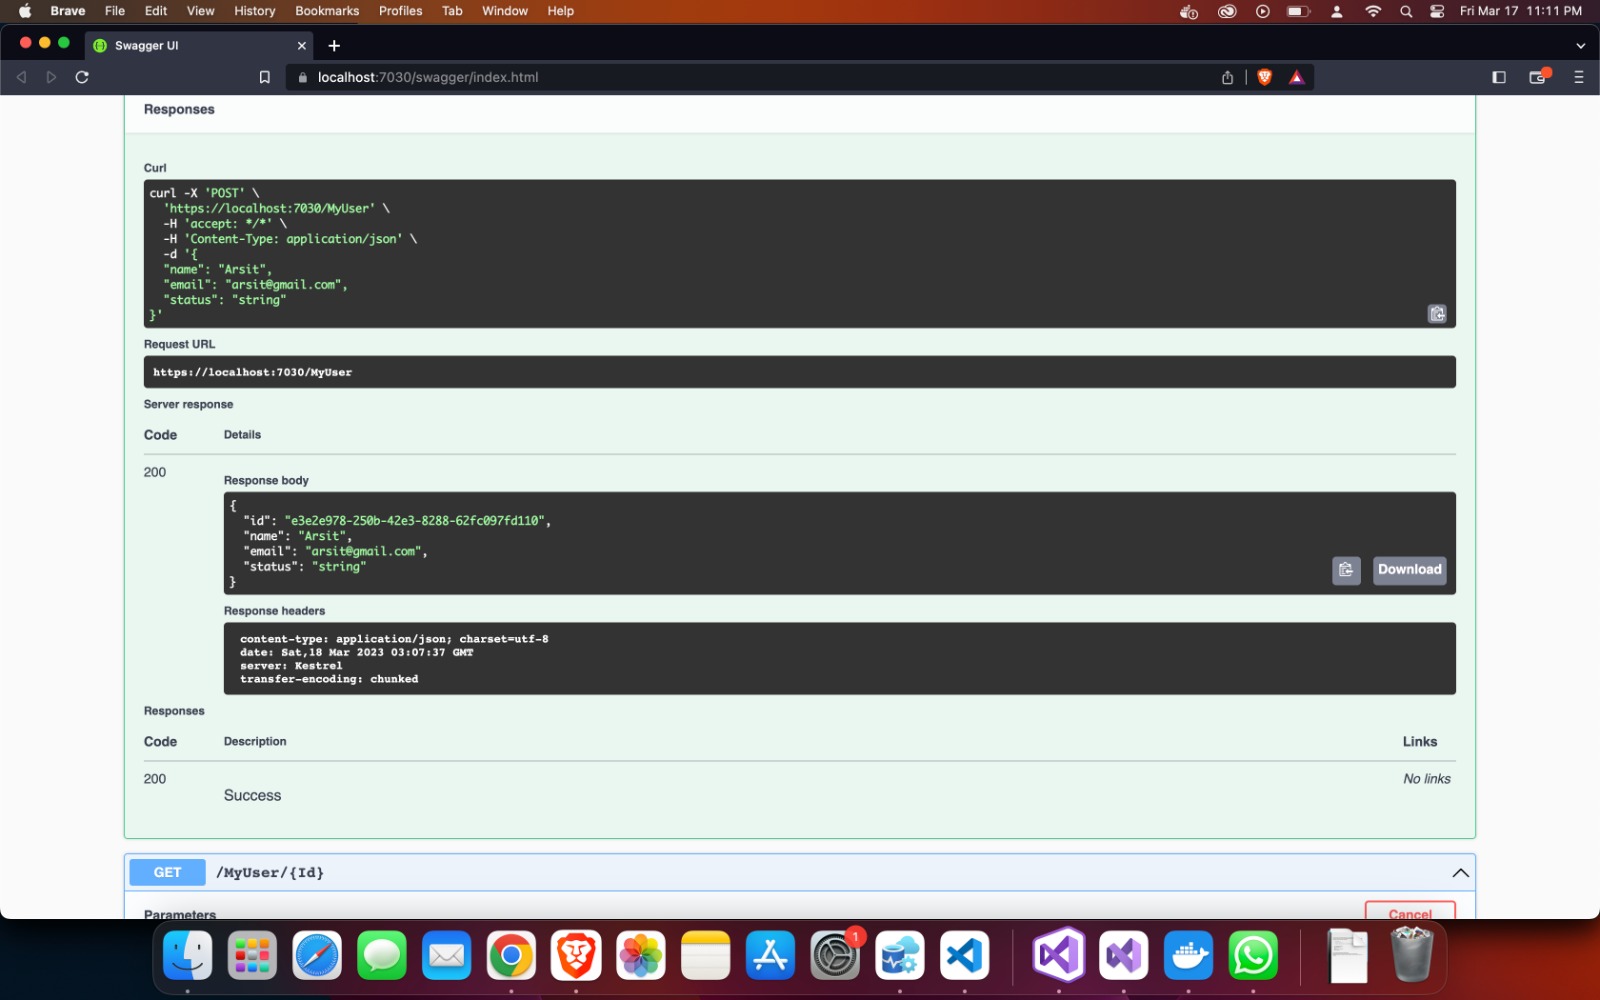 Brave File Edit View History Bookmarks Profiles Tab Window Help Fri Mar 17 11:11 PM
Swagger UI
localhost:7030/swagger/index.html
Responses
Curl
curl -X 'POST' \
'https://localhost:7030/MyUser' \
-H 'accept: */*' \
-H 'Content-Type: application/json' \
-d '{
"name": "Arsit",
"email": "arsit@gmail.com",
"status": "string"
}'
Request URL
https://localhost:7030/MyUser
Server response
Code Details
200
Response body
{
"id": "e3e2e978-250b-42e3-8288-62fc097fd110",
"name": "Arsit",
"email": "arsit@gmail.com",
"status": "string"
}
Download
Response headers
content-type: application/json; charset=utf-8
date: Sat,18 Mar 2023 03:07:37 GMT
server: Kestrel
transfer-encoding: chunked
Responses
Code Description Links
200 No links
Success
GET /MyUser/{Id}
Parameters Cancel
1